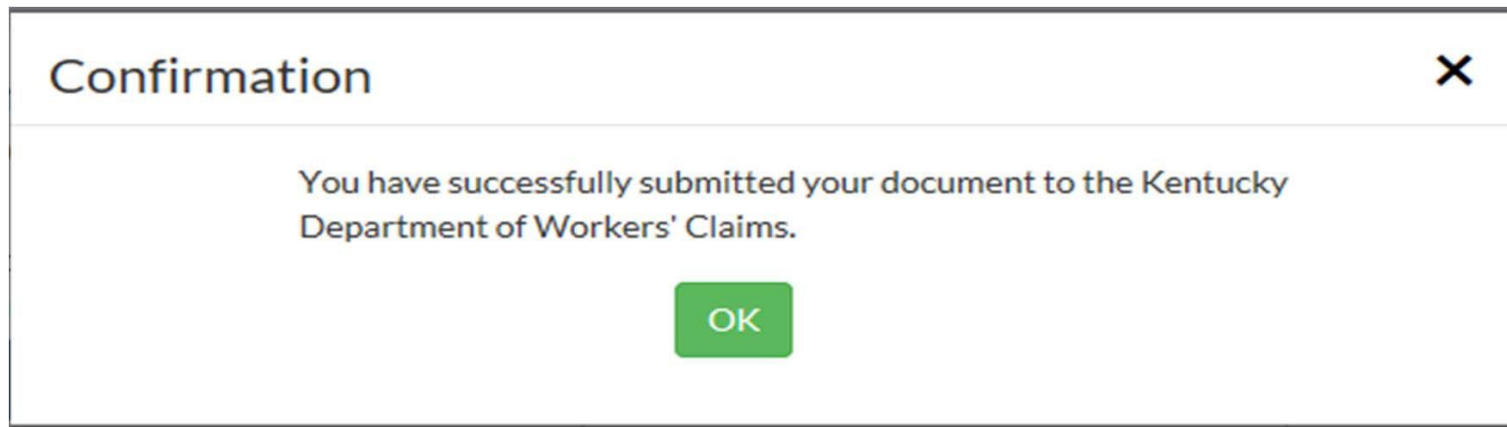 Confirmation
You have successfully submitted your document to the Kentucky
Department of Workers' Claims.
OK